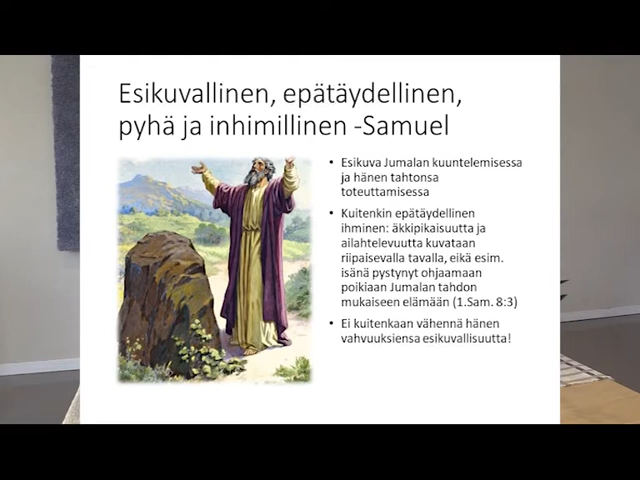 Esikuvallinen, epätäydellinen,
pyhä ja inhimillinen -Samuel
• Esikuva Jumalan kuuntelemisessa
ja hänen tahtonsa
toteuttamisessa
• Kuitenkin epätäydellinen
ihminen: äkkipikaisuutta ja
ailahtelevuutta kuvataan
riipaisevalla tavalla, eikä esim.
isänä pystynyt ohjaamaan
poikiaan Jumalan tahdon
mukaiseen elämään (1.Sam. 8:3)
• Ei kuitenkaan vähennä hänen
vahvuuksiensa esikuvallisuutta!